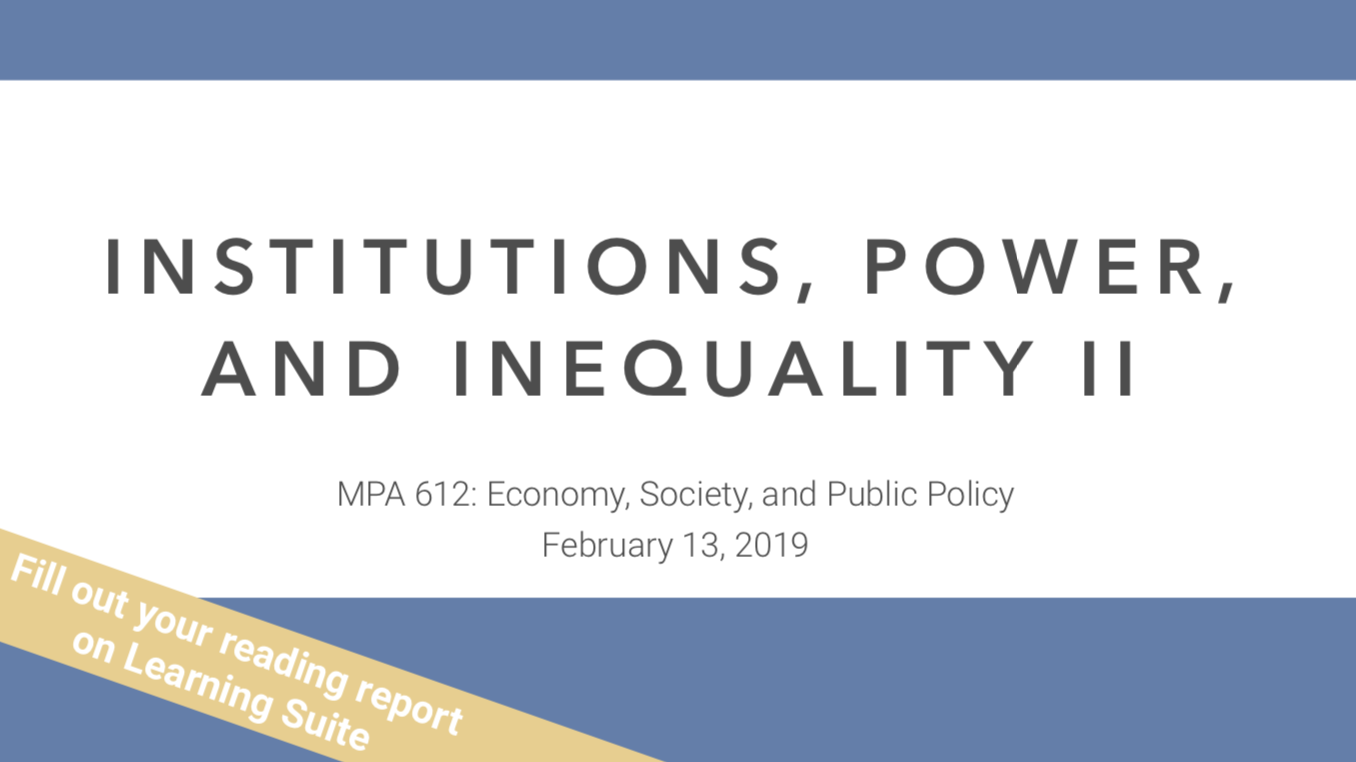 INSTITUTIONS, POWER,
AND INEQUALITY II
MPA 612: Economy, Society, and Public Policy
February 13, 2019
Fill out your reading report
on Learning Suite